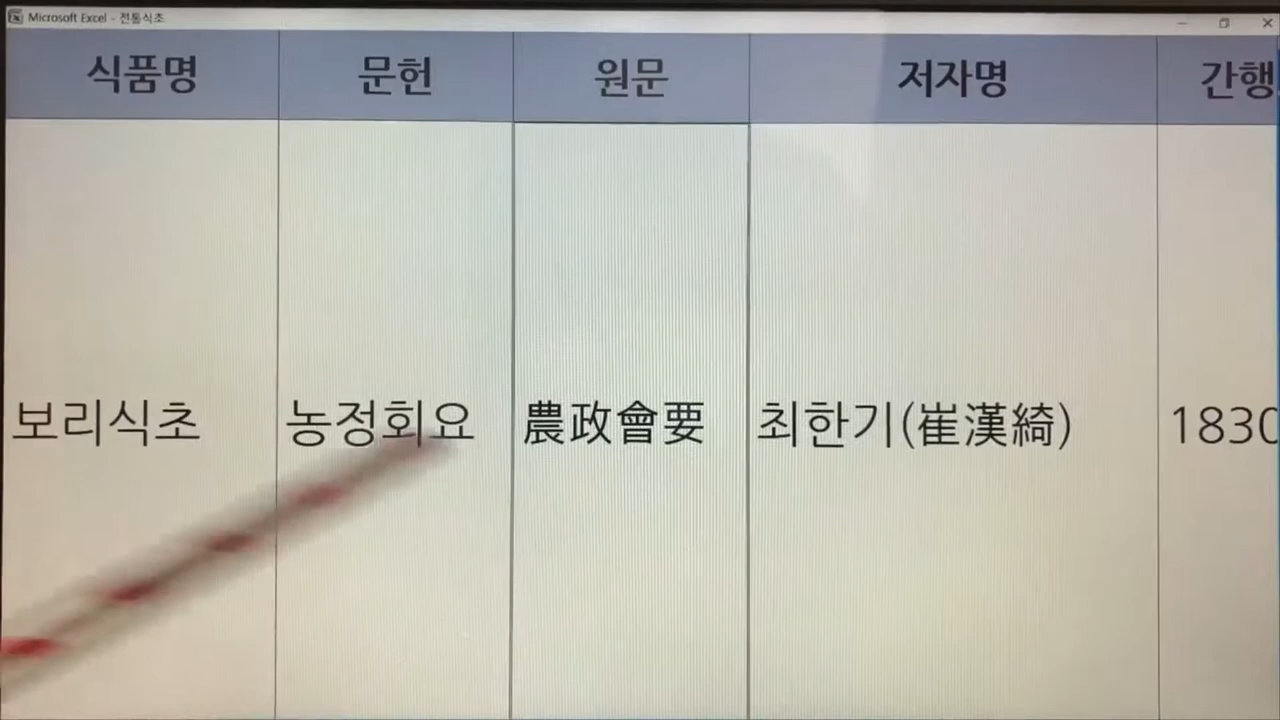 Microsoft Excel - 전통식초
식품명 문헌 원문 저자명 간행
보리식초 농정회요 農政會要 최한기(崔漢綺) 1830